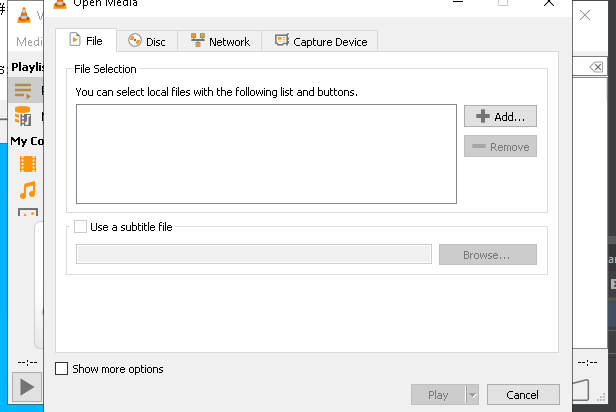 Open Media
Medi
File
Disc
Network
Capture Device
Playlis
File Selection
You can select local files with the following list and buttons.
Add...
Remove
My Co
Use a subtitle file
Browse...
Show more options
--:--
--:--
Play
Cancel